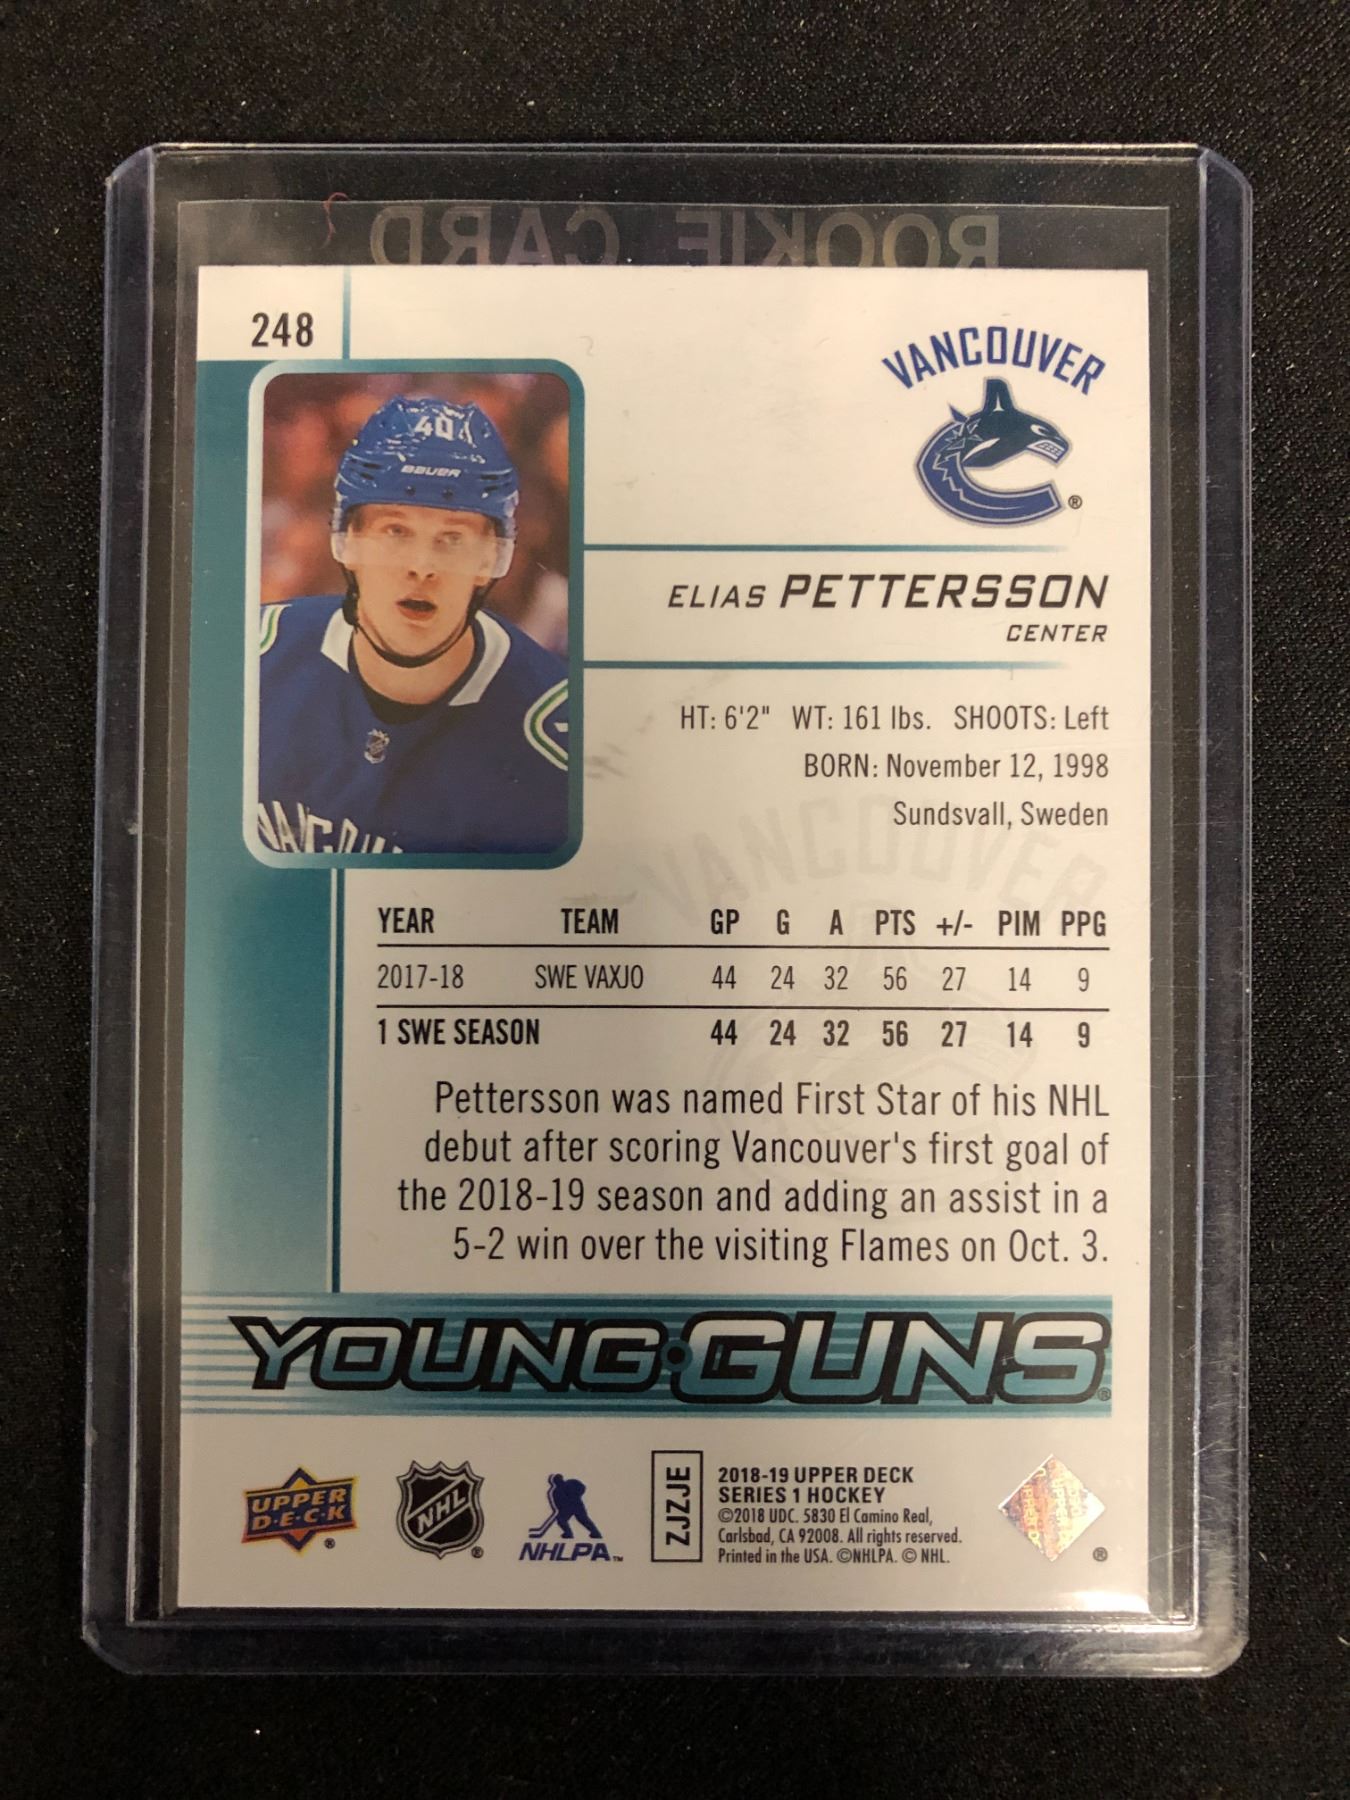 ROOKIE CARD
248
VANCOUVER
®
40
BAUER
ELIAS PETTERSSON
CENTER
HT: 6'2" WT: 161 lbs. SHOOTS: Left
BORN: November 12, 1998
Sundsvall, Sweden
VANCOUVER
YEAR TEAM GP G A PTS +/- PIM PPG
2017-18 SWE VAXJO 44 24 32 56 27 14 9
1 SWE SEASON 44 24 32 56 27 14 9
Pettersson was named First Star of his NHL
debut after scoring Vancouver's first goal of
the 2018-19 season and adding an assist in a
5-2 win over the visiting Flames on Oct. 3.
YOUNG GUNS®
UPPER
D·E·C·K
®
NHL
®
NHLPA™
ZJZJE
2018-19 UPPER DECK
SERIES 1 HOCKEY
©2018 UDC. 5830 El Camino Real,
Carlsbad, CA 92008. All rights reserved.
Printed in the USA. ©NHLPA. © NHL.
®